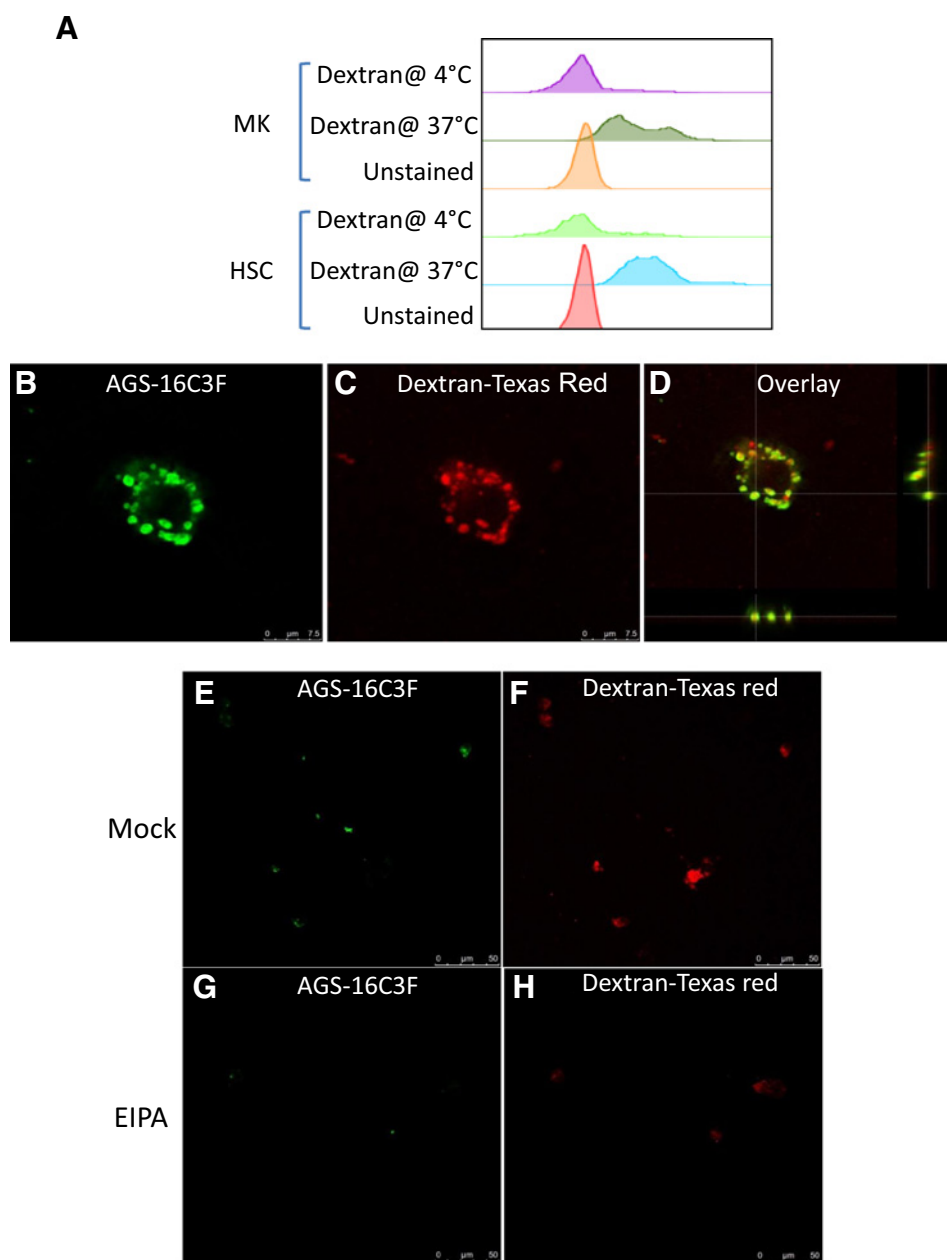 A
MK
Dextran@ 4°C
Dextran@ 37°C
Unstained
HSC
Dextran@ 4°C
Dextran@ 37°C
Unstained
B AGS-16C3F
0 μm 7.5
C Dextran-Texas Red
0 μm 7.5
D Overlay
Mock
E AGS-16C3F
0 μm 50
F Dextran-Texas red
0 μm 50
EIPA
G AGS-16C3F
0 μm 50
H Dextran-Texas red
0 μm 50